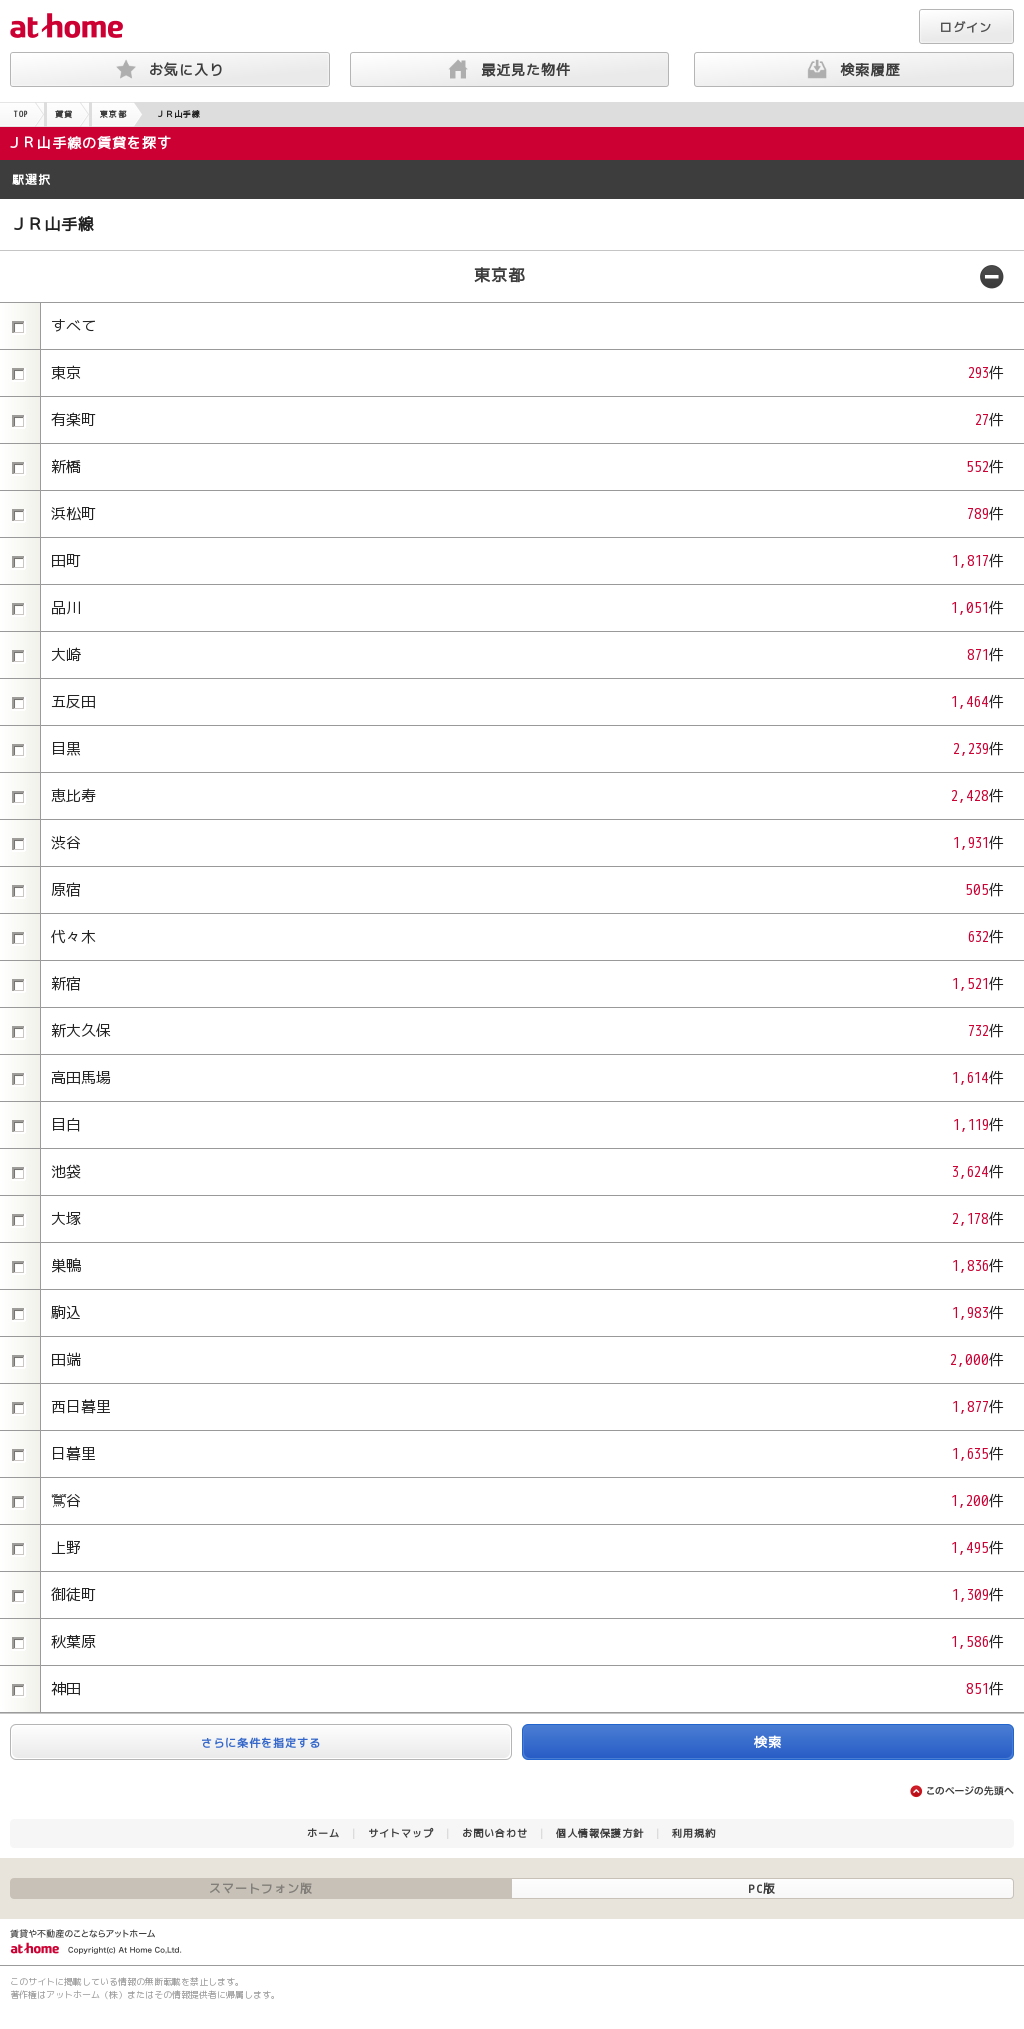 at home
ログイン
お気に入り
最近見た物件
検索履歴
TOP 賃貸 東京都 ＪＲ山手線
ＪＲ山手線の賃貸を探す
駅選択
ＪＲ山手線
東京都
すべて
東京 293件
有楽町 27件
新橋 552件
浜松町 789件
田町 1,817件
品川 1,051件
大崎 871件
五反田 1,464件
目黒 2,239件
恵比寿 2,428件
渋谷 1,931件
原宿 505件
代々木 632件
新宿 1,521件
新大久保 732件
高田馬場 1,614件
目白 1,119件
池袋 3,624件
大塚 2,178件
巣鴨 1,836件
駒込 1,983件
田端 2,000件
西日暮里 1,877件
日暮里 1,635件
鶯谷 1,200件
上野 1,495件
御徒町 1,309件
秋葉原 1,586件
神田 851件
さらに条件を指定する
検索
このページの先頭へ
ホーム ｜ サイトマップ ｜ お問い合わせ ｜ 個人情報保護方針 ｜ 利用規約
スマートフォン版
PC版
賃貸や不動産のことならアットホーム
at home Copyright(c) At Home Co.,Ltd.
このサイトに掲載している情報の無断転載を禁止します。
著作権はアットホーム（株）またはその情報提供者に帰属します。